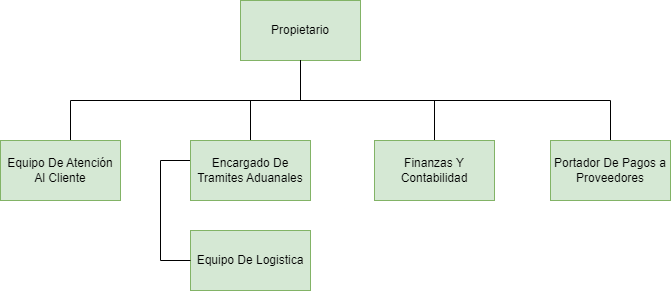 Propietario
Equipo De Atención
Al Cliente
Encargado De
Tramites Aduanales
Finanzas Y
Contabilidad
Portador De Pagos a
Proveedores
Equipo De Logistica